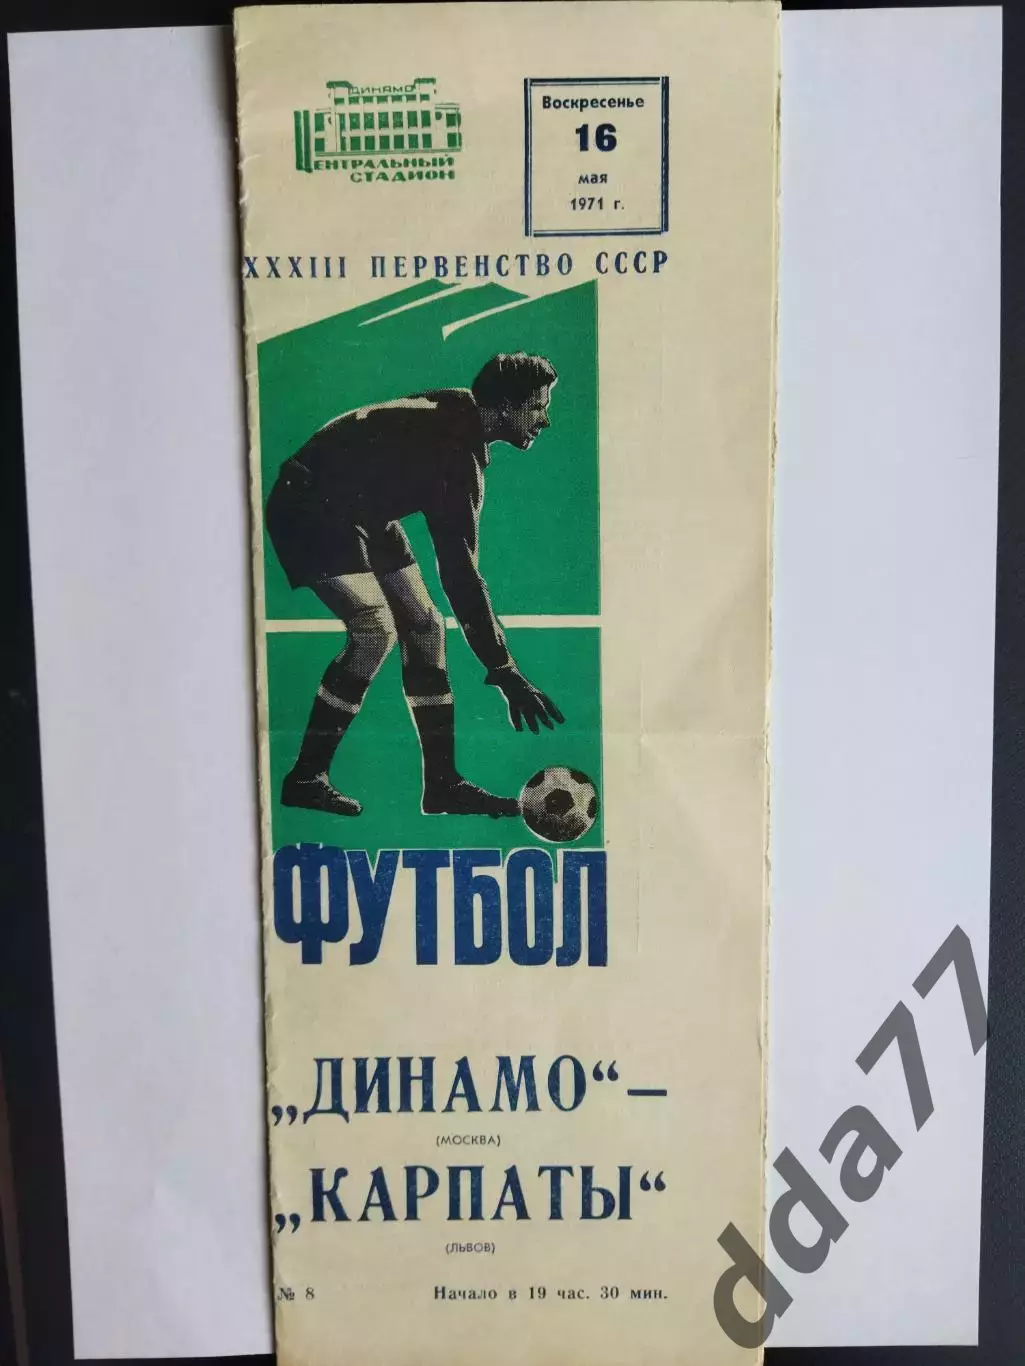 ДИНАМО
ЦЕНТРАЛЬНЫЙ
СТАДИОН
Воскресенье
16
мая
1971 г.
XXXIII ПЕРВЕНСТВО СССР
ФУТБОЛ
„ДИНАМО“ –
(МОСКВА)
„КАРПАТЫ“
(ЛЬВОВ)
№ 8 Начало в 19 час. 30 мин.
dda77